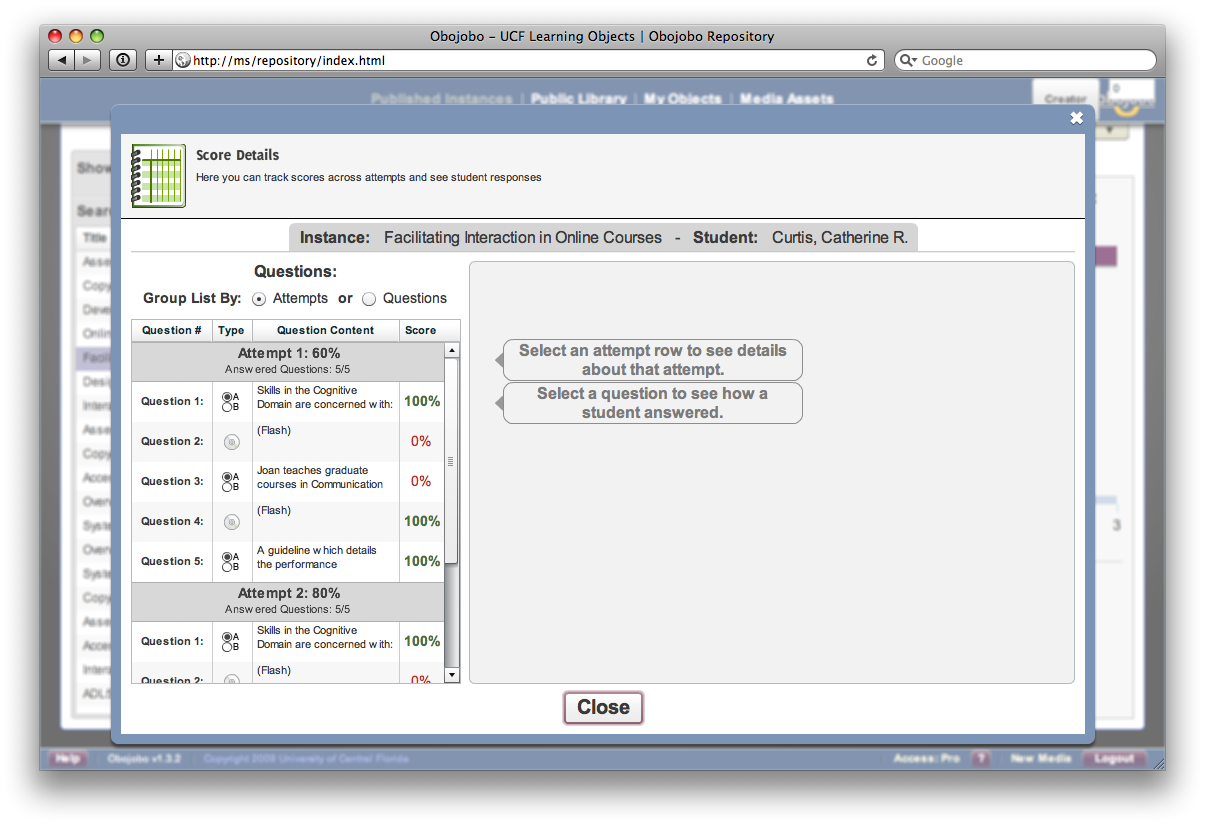 Obojobo – UCF Learning Objects | Obojobo Repository
http://ms/repository/index.html
Google
Published Instances | Public Library | My Objects | Media Assets
Creator
0
Score Details
Here you can track scores across attempts and see student responses
Instance: Facilitating Interaction in Online Courses - Student: Curtis, Catherine R.
Questions:
Group List By: Attempts or Questions
Question # Type Question Content Score
Attempt 1: 60%
Answered Questions: 5/5
Question 1: A B Skills in the Cognitive Domain are concerned with: 100%
Question 2: (Flash) 0%
Question 3: A B Joan teaches graduate courses in Communication 0%
Question 4: (Flash) 100%
Question 5: A B A guideline which details the performance 100%
Attempt 2: 80%
Answered Questions: 5/5
Question 1: A B Skills in the Cognitive Domain are concerned with: 100%
Question 2: (Flash) 0%
Select an attempt row to see details
about that attempt.
Select a question to see how a
student answered.
Close
Title
3
Help Obojobo v1.3.2 Copyright 2009 University of Central Florida Access: Pro ? New Media Logout